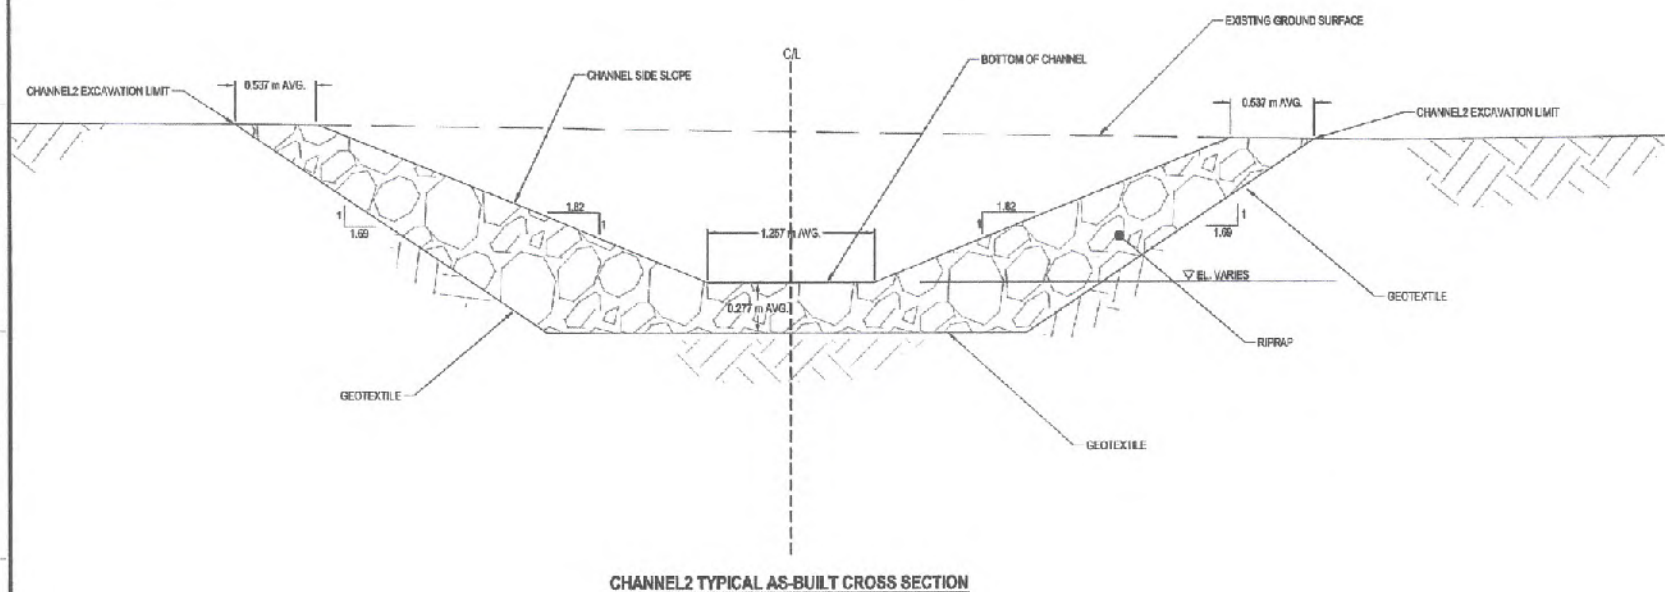 EXISTING GROUND SURFACE
C/L
BOTTOM OF CHANNEL
CHANNEL SIDE SLOPE
0.537 m AVG.
0.537 m AVG.
CHANNEL2 EXCAVATION LIMIT
CHANNEL2 EXCAVATION LIMIT
1.82
1
1.82
1
1
1.69
1
1.69
1.257 m AVG.
EL. VARIES
0.277 m AVG.
GEOTEXTILE
RIPRAP
GEOTEXTILE
GEOTEXTILE
CHANNEL2 TYPICAL AS-BUILT CROSS SECTION